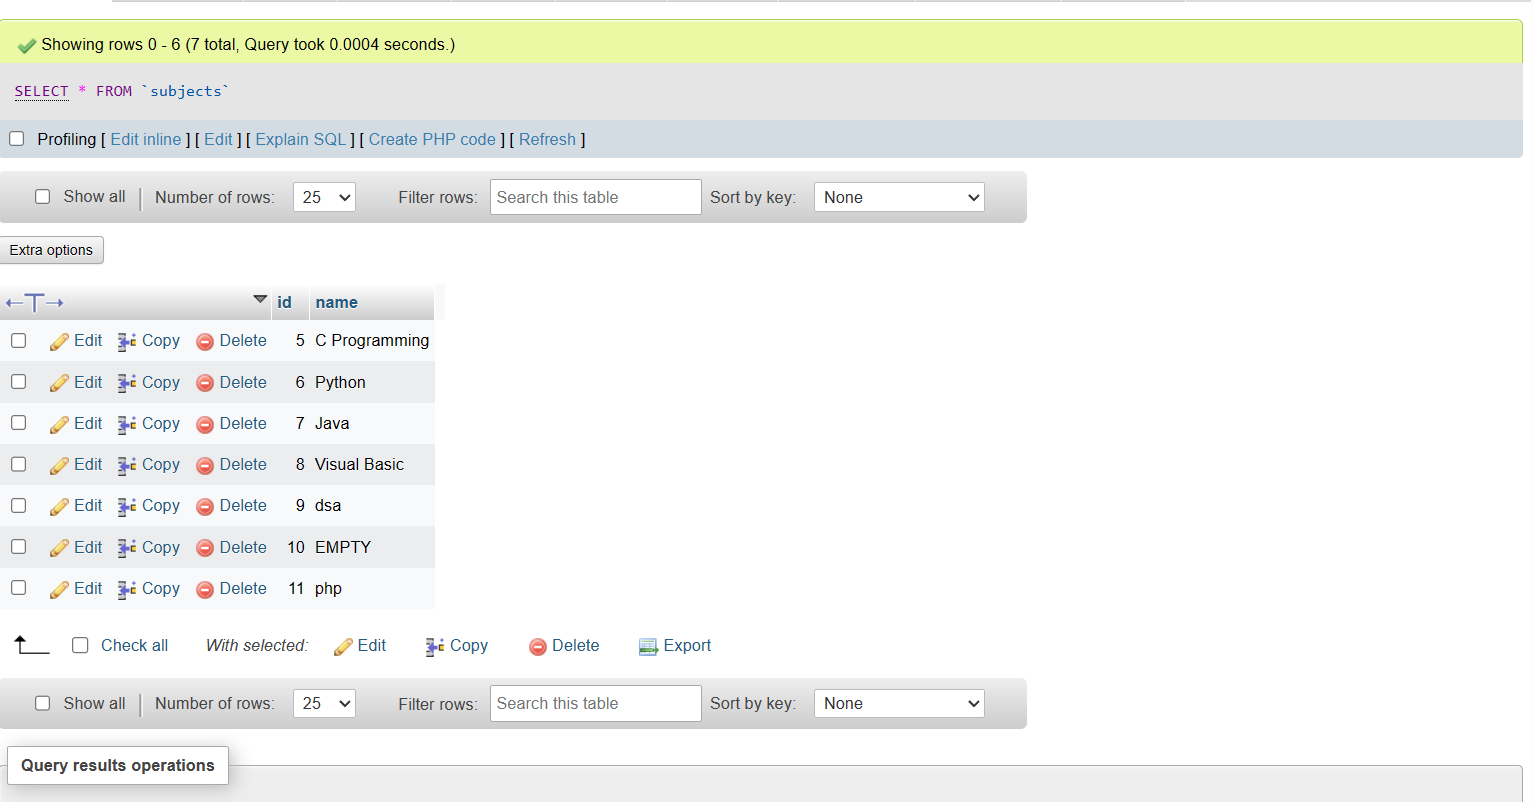 Showing rows 0 - 6 (7 total, Query took 0.0004 seconds.)
SELECT * FROM `subjects`
Profiling [ Edit inline ] [ Edit ] [ Explain SQL ] [ Create PHP code ] [ Refresh ]
Show all Number of rows: 25 Filter rows: Search this table Sort by key: None
Extra options
id name
Edit Copy Delete 5 C Programming
Edit Copy Delete 6 Python
Edit Copy Delete 7 Java
Edit Copy Delete 8 Visual Basic
Edit Copy Delete 9 dsa
Edit Copy Delete 10 EMPTY
Edit Copy Delete 11 php
Check all With selected: Edit Copy Delete Export
Show all Number of rows: 25 Filter rows: Search this table Sort by key: None
Query results operations